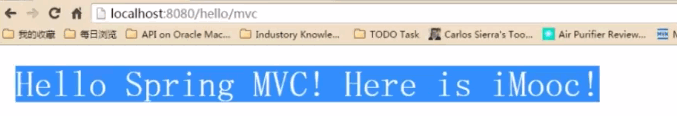 localhost:8080/hello/mvc
我的收藏 每日浏览 API on Oracle Mac... Industory Knowle... TODO Task Carlos Sierra's Too... Air Purifier Review... M
Hello Spring MVC! Here is iMooc!